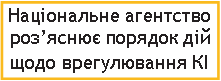 Національне агентство
роз’яснює порядок дій
щодо врегулювання КІ